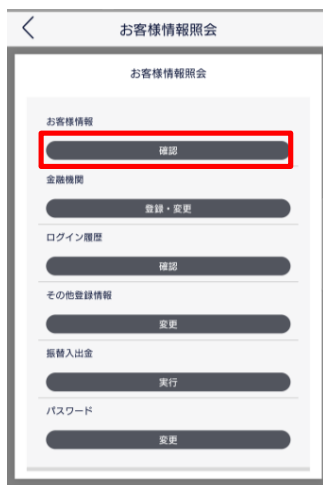 お客様情報照会
お客様情報照会
お客様情報
確認
金融機関
登録・変更
ログイン履歴
確認
その他登録情報
変更
振替入出金
実行
パスワード
変更